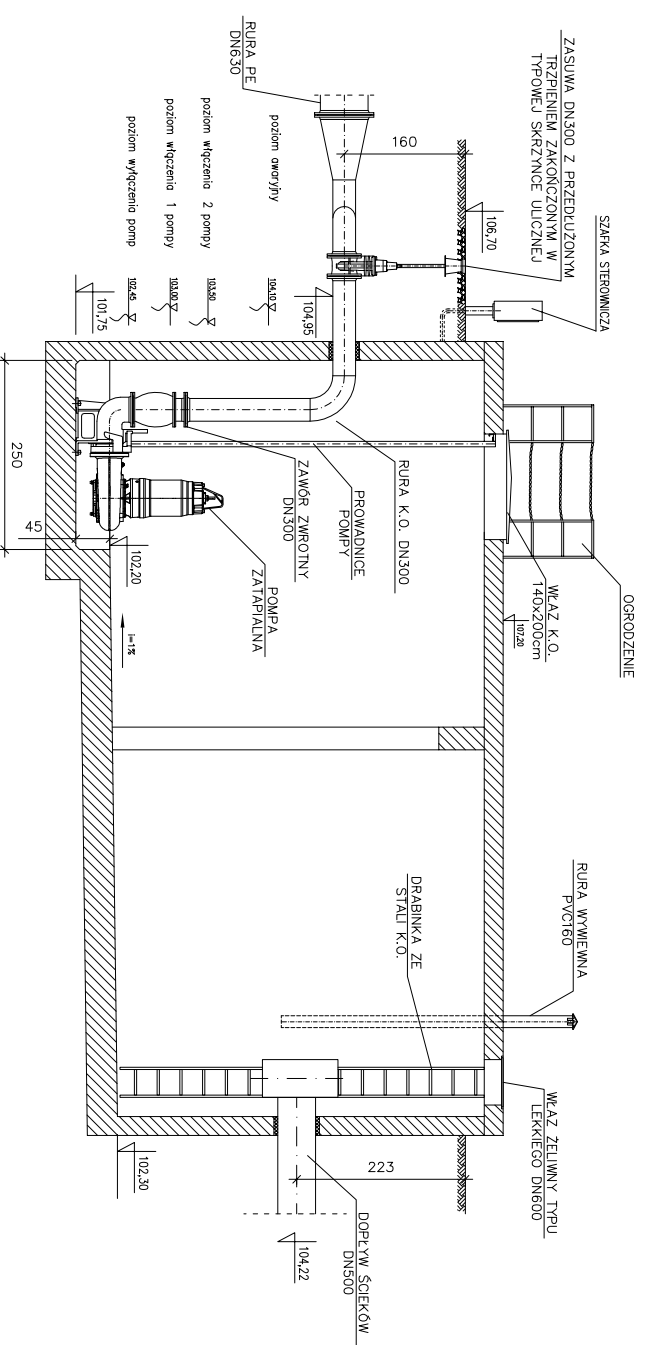 ZASUWA DN300 Z PRZEDŁUŻONYM
TRZPIENIEM ZAKOŃCZONYM W
TYPOWEJ SKRZYNCE ULICZNEJ
SZAFKA STEROWNICZA
OGRODZENIE
WŁAZ K.O.
140x200cm
107,20
RURA WYWIEWNA
PVC160
WŁAZ ŻELIWNY TYPU
LEKKIEGO DN600
106,70
160
RURA PE
DN630
104,95
poziom awaryjny
104,10
poziom włączenia 2 pompy
103,50
poziom włączenia 1 pompy
103,00
poziom wyłączenia pomp
102,45
101,75
RURA K.O. DN300
PROWADNICE
POMPY
ZAWÓR ZWROTNY
DN300
POMPA
ZATAPIALNA
DRABINKA ZE
STALI K.O.
223
DOPŁYW ŚCIEKÓW
DN500
104,22
102,20
i=1%
102,30
45
250